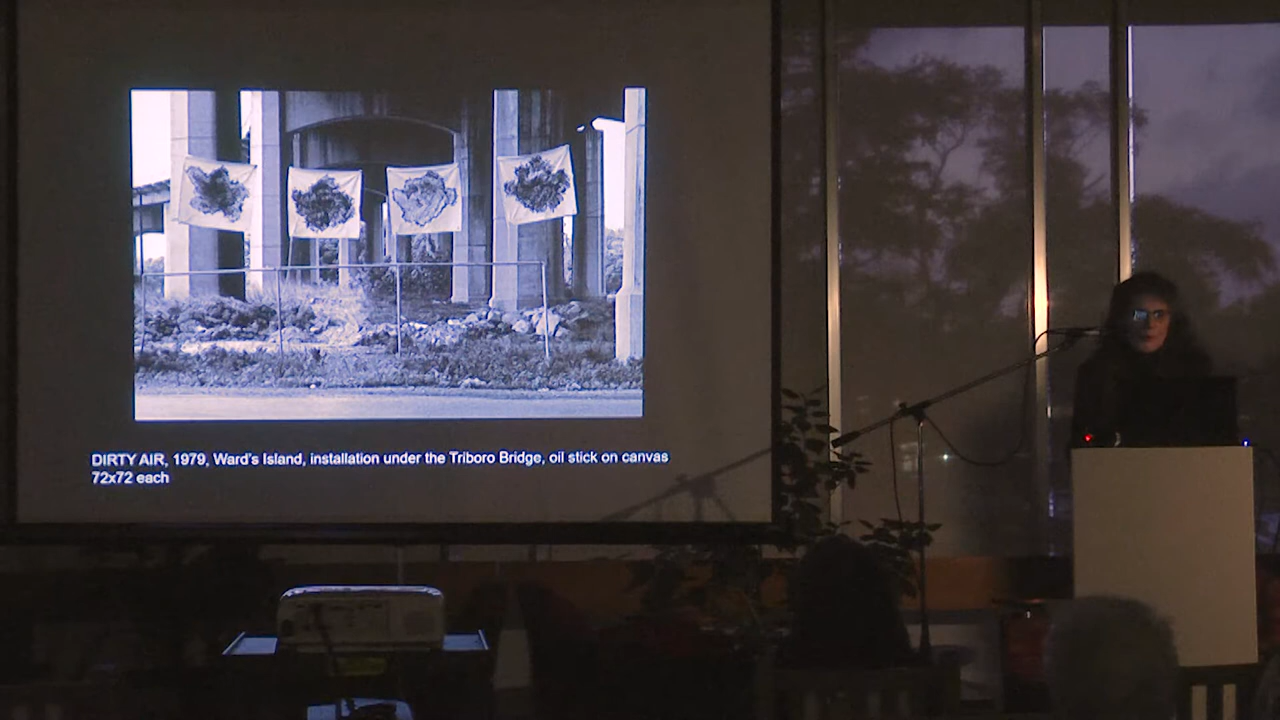 DIRTY AIR, 1979, Ward's Island, installation under the Triboro Bridge, oil stick on canvas
72x72 each